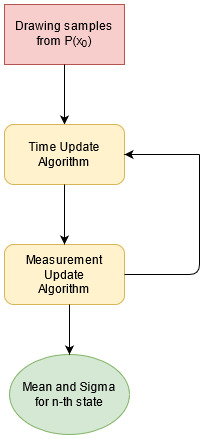 Drawing samples
from P(x₀)
Time Update
Algorithm
Measurement
Update
Algorithm
Mean and Sigma
for n-th state